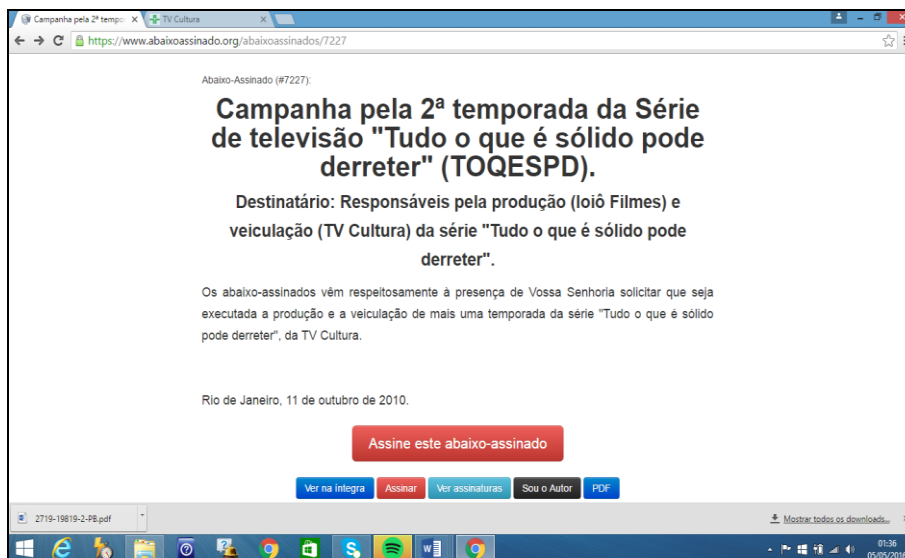 Campanha pela 2ª tempo
TV Cultura
https://www.abaixoassinado.org/abaixoassinados/7227
Abaixo-Assinado (#7227):
Campanha pela 2ª temporada da Série
de televisão "Tudo o que é sólido pode
derreter" (TOQESPD).
Destinatário: Responsáveis pela produção (Ioiô Filmes) e
veiculação (TV Cultura) da série "Tudo o que é sólido pode
derreter".
Os abaixo-assinados vêm respeitosamente à presença de Vossa Senhoria solicitar que seja
executada a produção e a veiculação de mais uma temporada da série "Tudo o que é sólido
pode derreter", da TV Cultura.
Rio de Janeiro, 11 de outubro de 2010.
Assine este abaixo-assinado
Ver na íntegra Assinar Ver assinaturas Sou o Autor PDF
2719-19819-2-PB.pdf
Mostrar todos os downloads...
01:36
05/05/2016